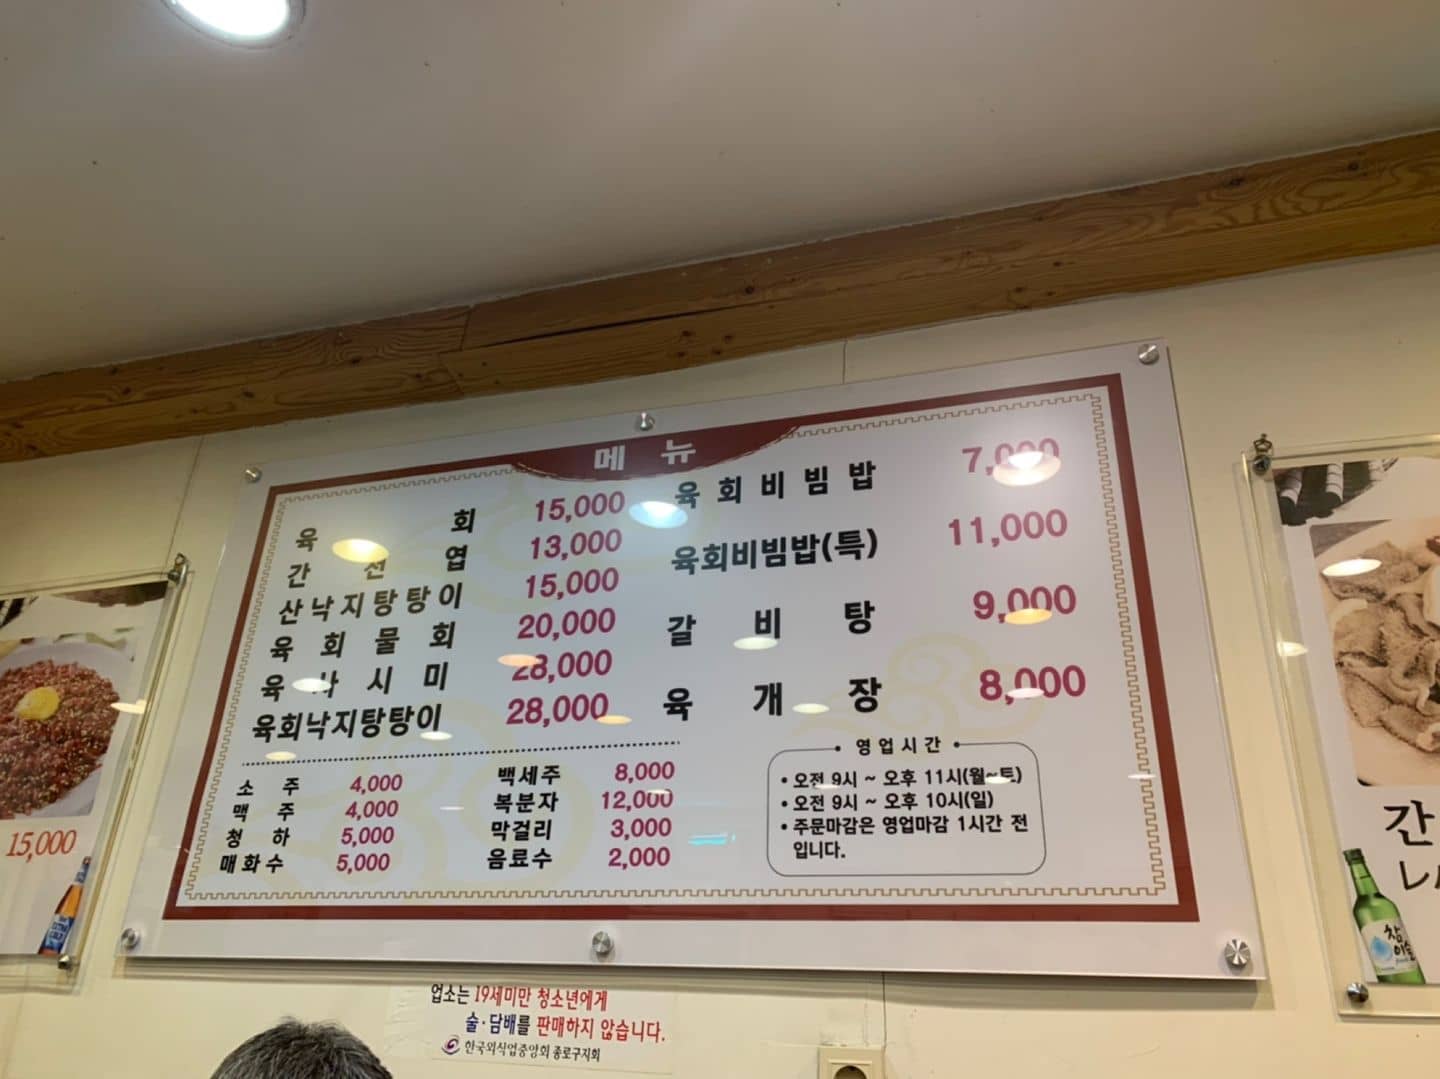 메 뉴
육 회 15,000
간 천 엽 13,000
산낙지탕탕이 15,000
육 회 물 회 20,000
육 사 시 미 28,000
육회낙지탕탕이 28,000
육 회 비 빔 밥 7,000
육회비빔밥(특) 11,000
갈 비 탕 9,000
육 개 장 8,000
소 주 4,000
맥 주 4,000
청 하 5,000
매 화 수 5,000
백세주 8,000
복분자 12,000
막걸리 3,000
음료수 2,000
영 업 시 간
• 오전 9시 ~ 오후 11시(월~토)
• 오전 9시 ~ 오후 10시(일)
• 주문마감은 영업마감 1시간 전
입니다.
15,000
간
참
이슬
업소는 19세미만 청소년에게
술·담배를 판매하지 않습니다.
한국외식업중앙회 종로구지회